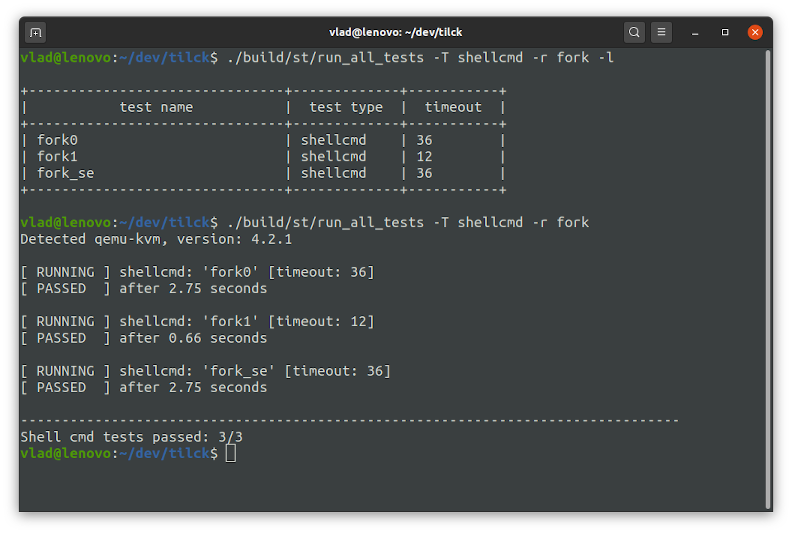 vlad@lenovo: ~/dev/tilck
vlad@lenovo:~/dev/tilck$ ./build/st/run_all_tests -T shellcmd -r fork -l
+-------------------------------+-------------+-----------+
|           test name           |  test type  |  timeout  |
+-------------------------------+-------------+-----------+
| fork0                         | shellcmd    | 36        |
| fork1                         | shellcmd    | 12        |
| fork_se                       | shellcmd    | 36        |
+-------------------------------+-------------+-----------+
vlad@lenovo:~/dev/tilck$ ./build/st/run_all_tests -T shellcmd -r fork
Detected qemu-kvm, version: 4.2.1
[ RUNNING ] shellcmd: 'fork0' [timeout: 36]
[ PASSED  ] after 2.75 seconds
[ RUNNING ] shellcmd: 'fork1' [timeout: 12]
[ PASSED  ] after 0.66 seconds
[ RUNNING ] shellcmd: 'fork_se' [timeout: 36]
[ PASSED  ] after 2.75 seconds
--------------------------------------------------------------------------------
Shell cmd tests passed: 3/3
vlad@lenovo:~/dev/tilck$